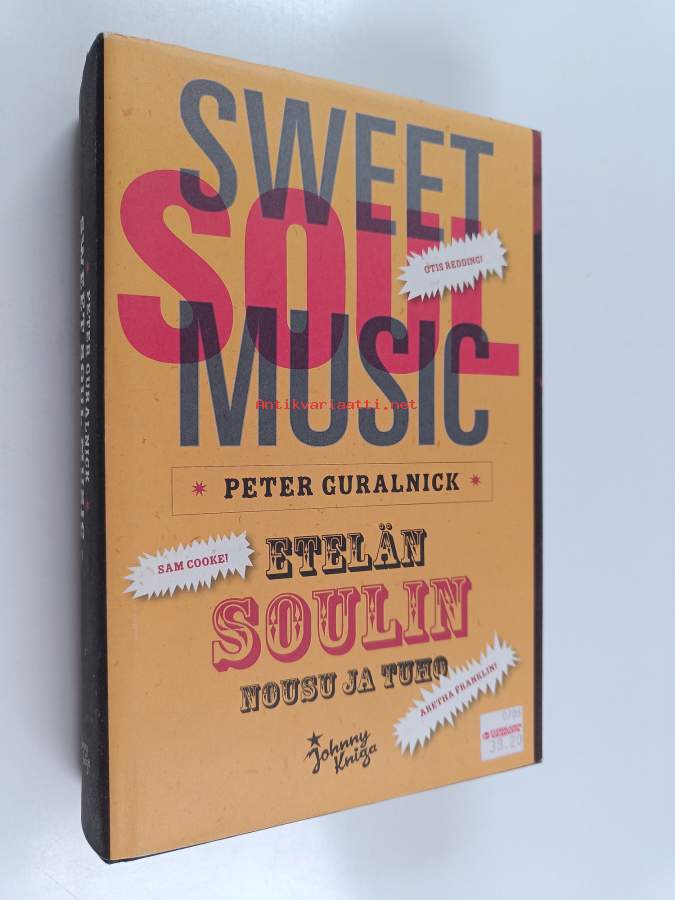 SWEET
SOUL
OTIS REDDING!
MUSIC
Antikvariaatti.net
* PETER GURALNICK *
SAM COOKE!
ETELÄN
SOULIN
NOUSU JA TUHO
ARETHA FRANKLIN!
Johnny
Kniga
38.20
* PETER GURALNICK *
SWEET SOUL MUSIC